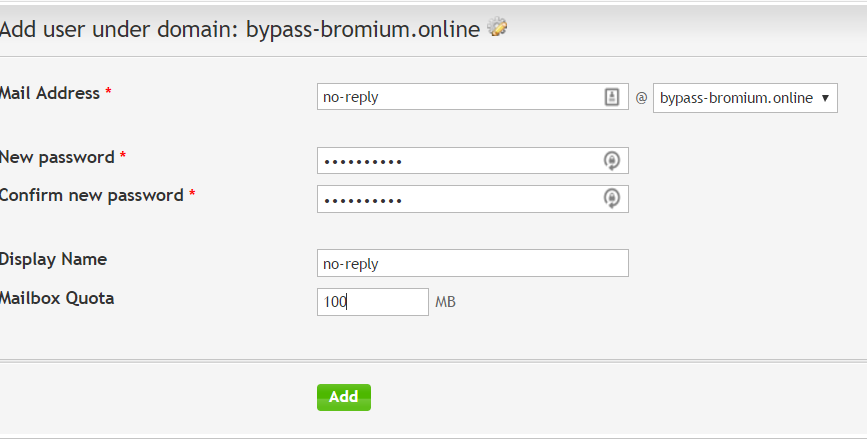 Add user under domain: bypass-bromium.online
Mail Address * no-reply @ bypass-bromium.online ▼
New password * ••••••••••
Confirm new password * ••••••••••
Display Name no-reply
Mailbox Quota 100 MB
Add